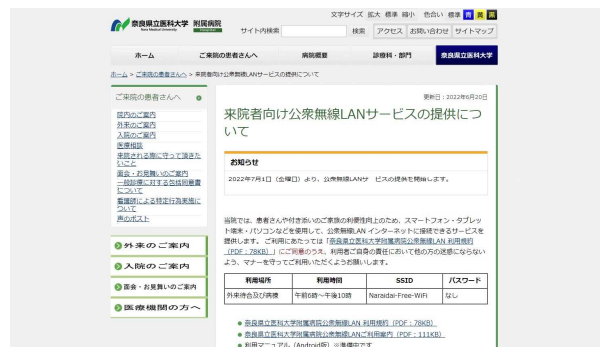 文字サイズ 拡大 標準 縮小 色合い 標準 青 黄 黒
奈良県立医科大学 附属病院
Nara Medical University Hospital
サイト内検索 検索 アクセス お問い合わせ サイトマップ
ホーム ご来院の患者さんへ 病院概要 診療科・部門 奈良県立医科大学
ホーム > ご来院の患者さんへ > 来院者向け公衆無線LANサービスの提供について
ご来院の患者さんへ
院内のご案内
外来のご案内
入院のご案内
医療相談
来院される際に守って頂きた
いこと
面会・お見舞いのご案内
一般診療に対する包括同意書
について
看護師による特定行為実施に
ついて
声のポスト
外来のご案内
入院のご案内
面会・お見舞いのご案内
医療機関の方へ
更新日：2022年6月20日
来院者向け公衆無線LANサービスの提供につ
いて
お知らせ
2022年7月1日（金曜日）より、公衆無線LANサ ービスの提供を開始します。
当院では、患者さんや付き添いのご家族の利便性向上のため、スマートフォン・タブレッ
ト端末・パソコンなどを使用して、公衆無線LAN インターネットに接続できるサービスを
提供します。 ご利用にあたっては「奈良県立医科大学附属病院公衆無線LAN 利用規約
（PDF：78KB）」にご同意のうえ、利用者ご自身の責任において他の方の迷惑にならない
よう、マナーを守ってご利用いただくようお願いします。
利用場所 利用時間 SSID パスワード
外来待合及び病棟 午前6時～午後10時 Naraidai-Free-WiFi なし
奈良県立医科大学附属病院公衆無線LAN 利用規約（PDF：78KB）
奈良県立医科大学附属病院公衆無線LANご利用案内（PDF：111KB）
利用マニュアル（Android版）※準備中です